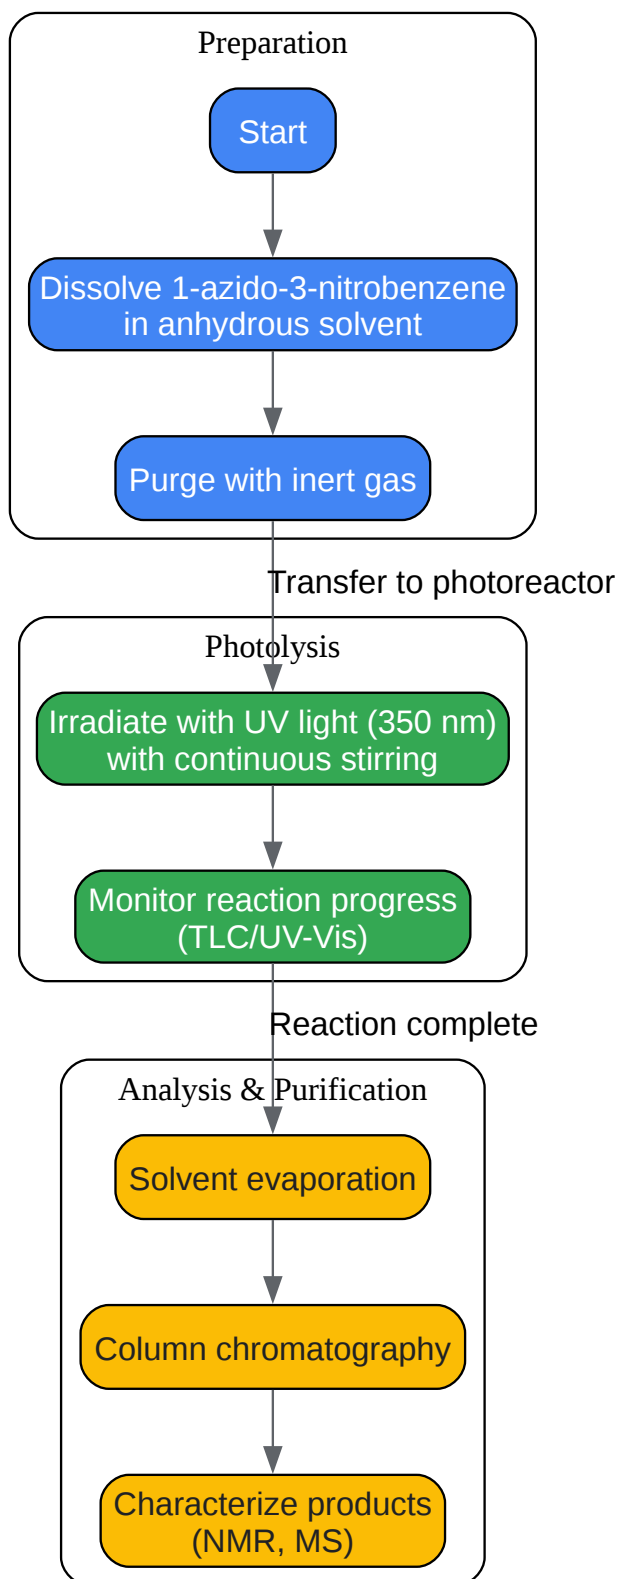 Preparation
Start
Dissolve 1-azido-3-nitrobenzene
in anhydrous solvent
Purge with inert gas
Transfer to photoreactor
Photolysis
Irradiate with UV light (350 nm)
with continuous stirring
Monitor reaction progress
(TLC/UV-Vis)
Reaction complete
Analysis & Purification
Solvent evaporation
Column chromatography
Characterize products
(NMR, MS)